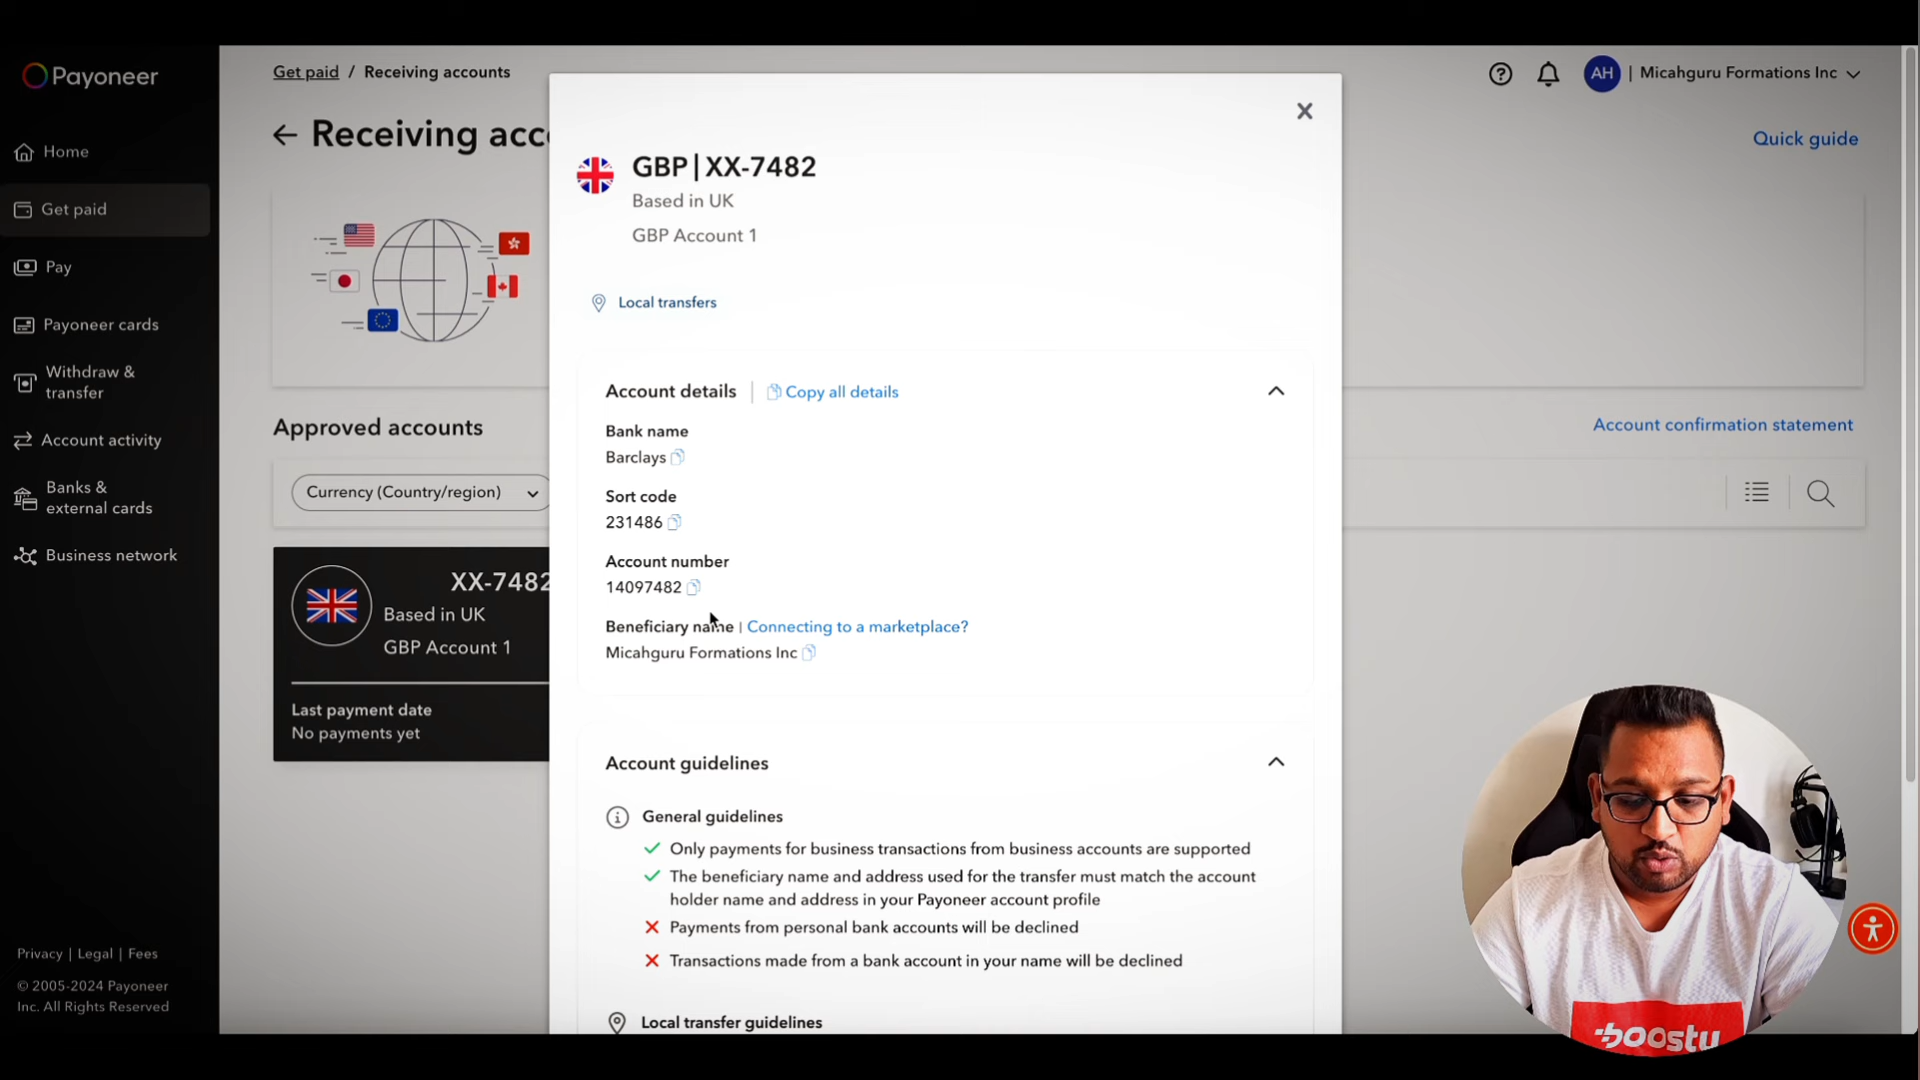 Payoneer
Home
Get paid
Pay
Payoneer cards
Withdraw &
transfer
Account activity
Banks &
external cards
Business network
Privacy | Legal | Fees
© 2005-2024 Payoneer
Inc. All Rights Reserved
Get paid / Receiving accounts
AH | Micahguru Formations Inc
← Receiving acc
Quick guide
Approved accounts
Account confirmation statement
Currency (Country/region)
XX-7482
Based in UK
GBP Account 1
Last payment date
No payments yet
GBP | XX-7482
Based in UK
GBP Account 1
Local transfers
Account details | Copy all details
Bank name
Barclays
Sort code
231486
Account number
14097482
Beneficiary name | Connecting to a marketplace?
Micahguru Formations Inc
Account guidelines
General guidelines
Only payments for business transactions from business accounts are supported
The beneficiary name and address used for the transfer must match the account
holder name and address in your Payoneer account profile
Payments from personal bank accounts will be declined
Transactions made from a bank account in your name will be declined
Local transfer guidelines
boostu